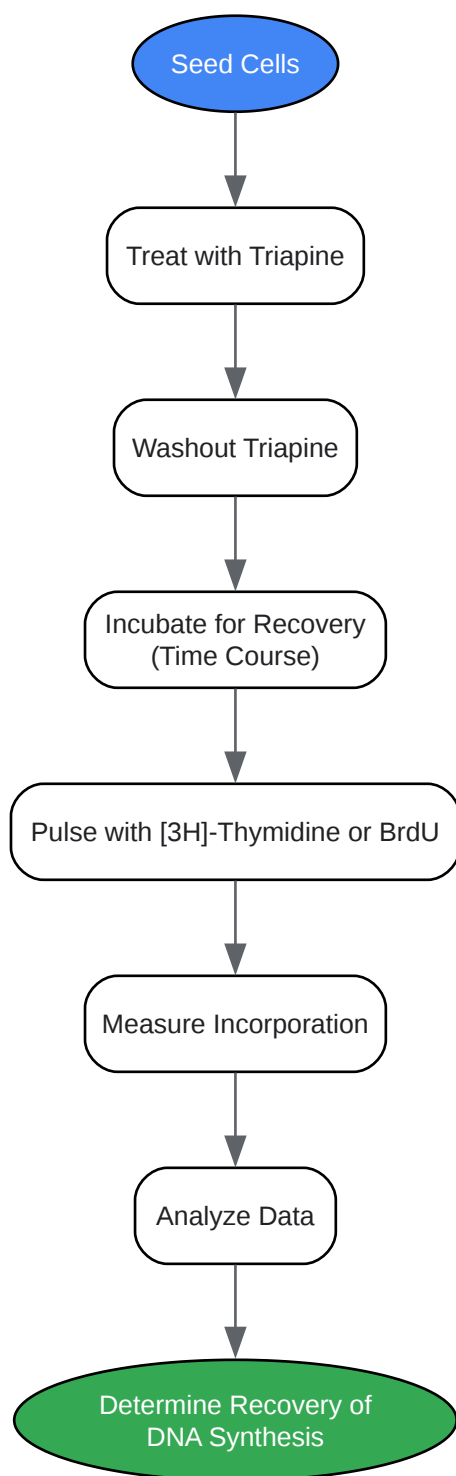 Seed Cells
Treat with Triapine
Washout Triapine
Incubate for Recovery
(Time Course)
Pulse with [3H]-Thymidine or BrdU
Measure Incorporation
Analyze Data
Determine Recovery of
DNA Synthesis